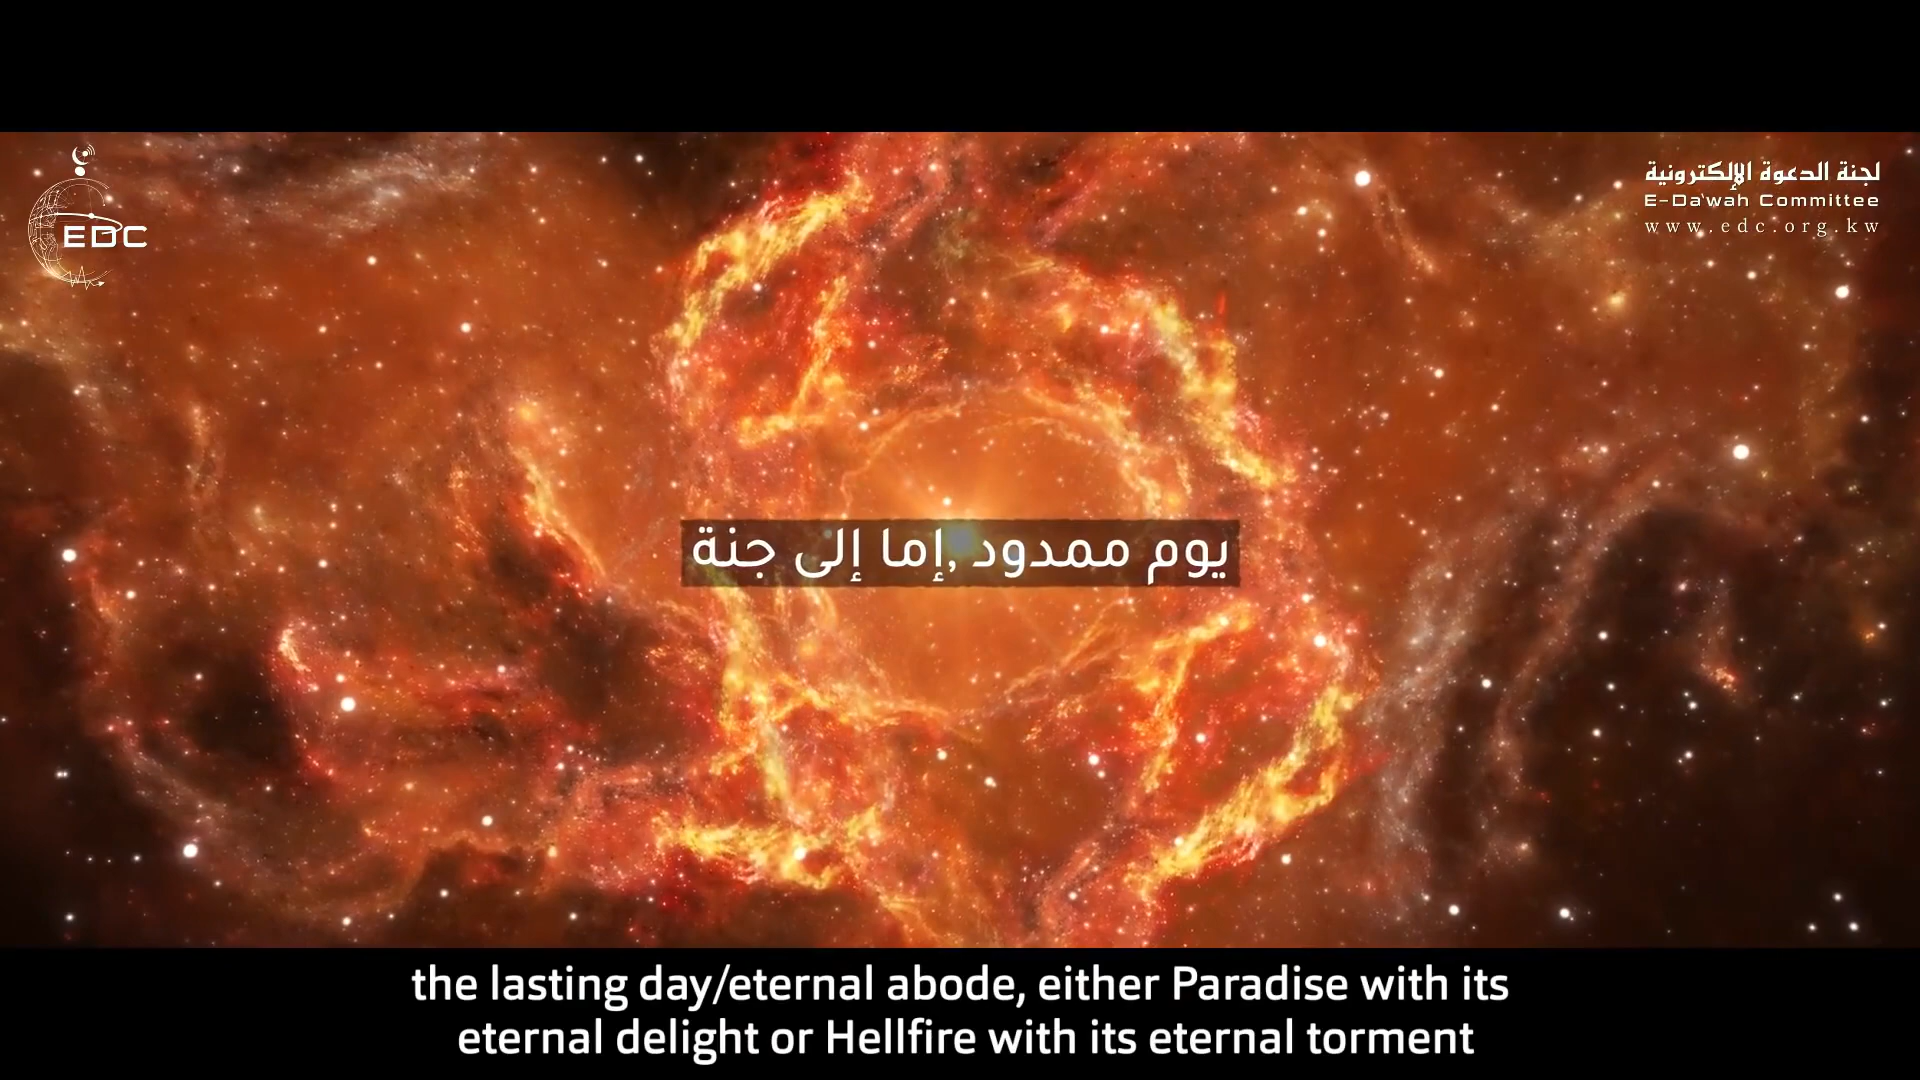 EDC
لجنة الدعوة الإلكترونية
E-Da'wah Committee
www.edc.org.kw
يوم ممدود ,إما إلى جنة
the lasting day/eternal abode, either Paradise with its
eternal delight or Hellfire with its eternal torment